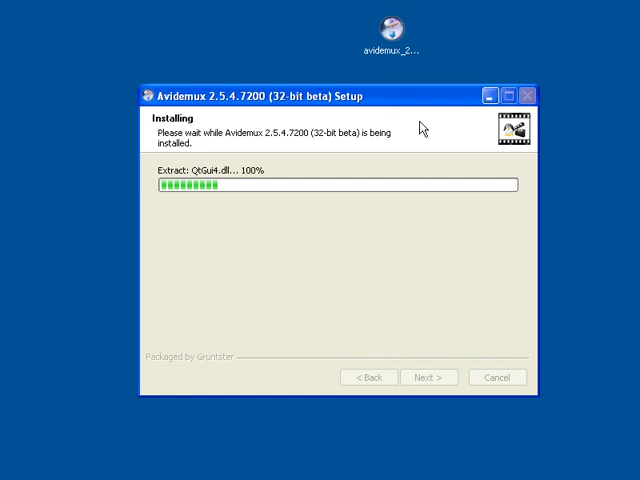 avidemux_2...
Avidemux 2.5.4.7200 (32-bit beta) Setup
Installing
Please wait while Avidemux 2.5.4.7200 (32-bit beta) is being
installed.
Extract: QtGui4.dll... 100%
Packaged by Gruntster
< Back
Next >
Cancel